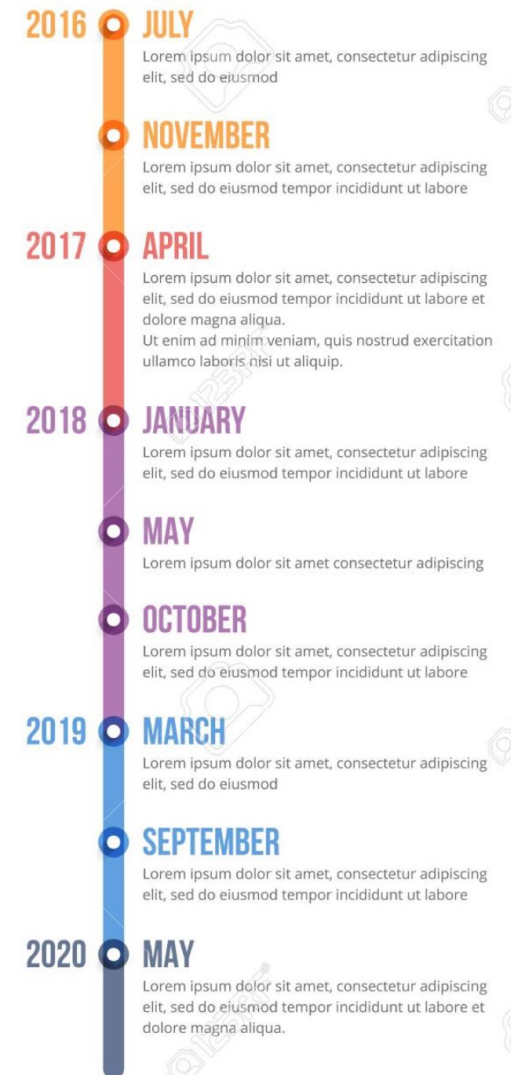 2016 JULY
Lorem ipsum dolor sit amet, consectetur adipiscing
elit, sed do eiusmod
NOVEMBER
Lorem ipsum dolor sit amet, consectetur adipiscing
elit, sed do eiusmod tempor incididunt ut labore
2017 APRIL
Lorem ipsum dolor sit amet, consectetur adipiscing
elit, sed do eiusmod tempor incididunt ut labore et
dolore magna aliqua.
Ut enim ad minim veniam, quis nostrud exercitation
ullamco laboris nisi ut aliquip.
123RF
2018 JANUARY
Lorem ipsum dolor sit amet, consectetur adipiscing
elit, sed do eiusmod tempor incididunt ut labore
MAY
Lorem ipsum dolor sit amet consectetur adipiscing
OCTOBER
Lorem ipsum dolor sit amet, consectetur adipiscing
elit, sed do eiusmod tempor incididunt ut labore
2019 MARCH
Lorem ipsum dolor sit amet, consectetur adipiscing
elit, sed do eiusmod
SEPTEMBER
Lorem ipsum dolor sit amet, consectetur adipiscing
elit, sed do eiusmod tempor incididunt ut labore
2020 MAY
Lorem ipsum dolor sit amet, consectetur adipiscing
elit, sed do eiusmod tempor incididunt ut labore et
dolore magna aliqua.
123RF